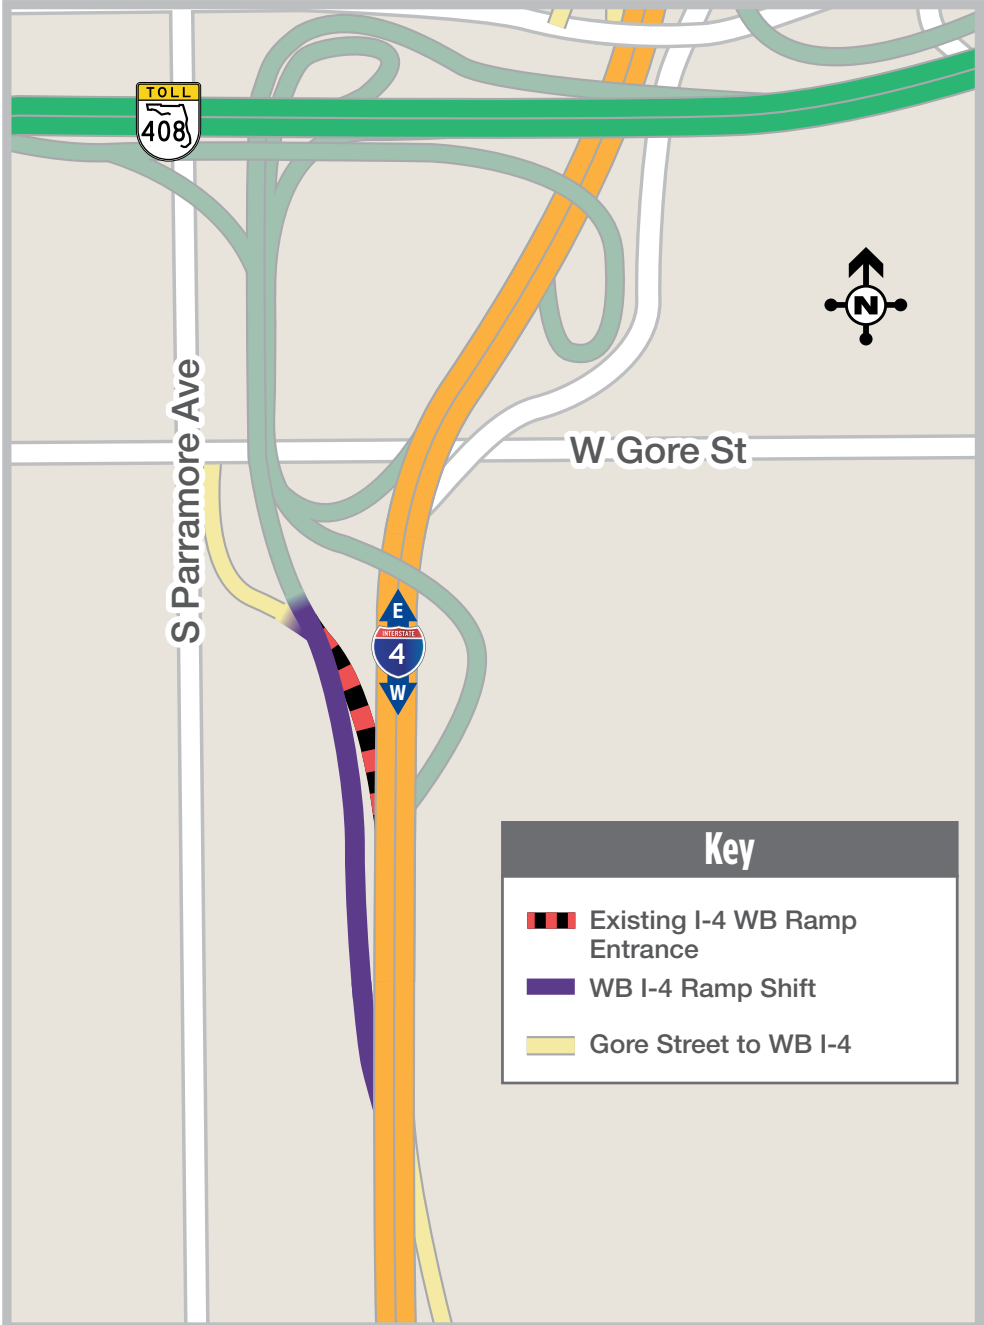 TOLL
408
N
S Parramore Ave
W Gore St
E
INTERSTATE
4
W
Key
Existing I-4 WB Ramp
Entrance
WB I-4 Ramp Shift
Gore Street to WB I-4